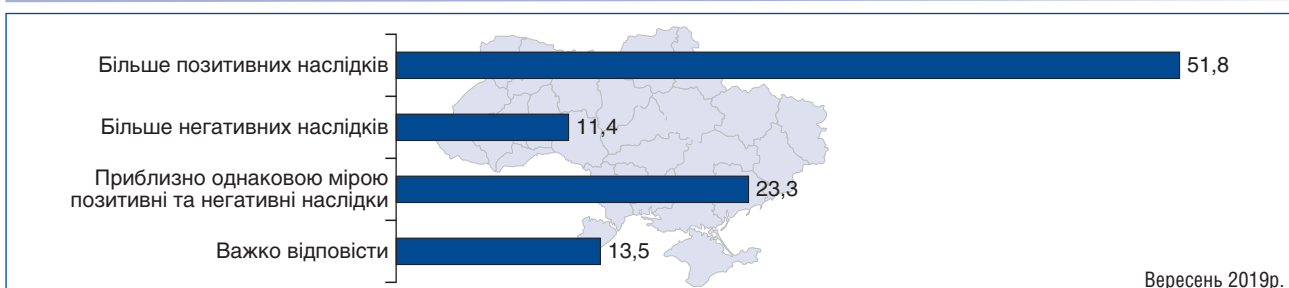 Більше позитивних наслідків 51,8
Більше негативних наслідків 11,4
Приблизно однаковою мірою
позитивні та негативні наслідки 23,3
Важко відповісти 13,5
Вересень 2019р.